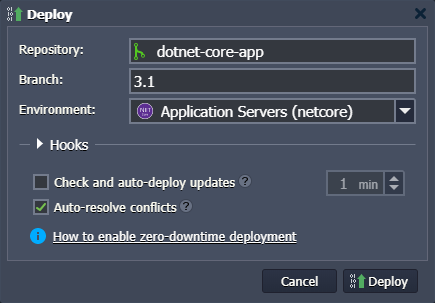 Deploy
Repository: dotnet-core-app
Branch: 3.1
Environment: Application Servers (netcore)
Hooks
Check and auto-deploy updates ? 1 min
Auto-resolve conflicts ?
i How to enable zero-downtime deployment
Cancel Deploy